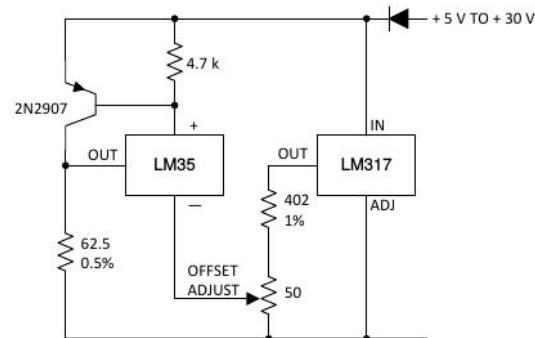 + 5 V TO + 30 V
4.7 k
2N2907
+
IN
OUT
LM35
OUT
LM317
—
402
1%
ADJ
62.5
0.5%
OFFSET
ADJUST
50